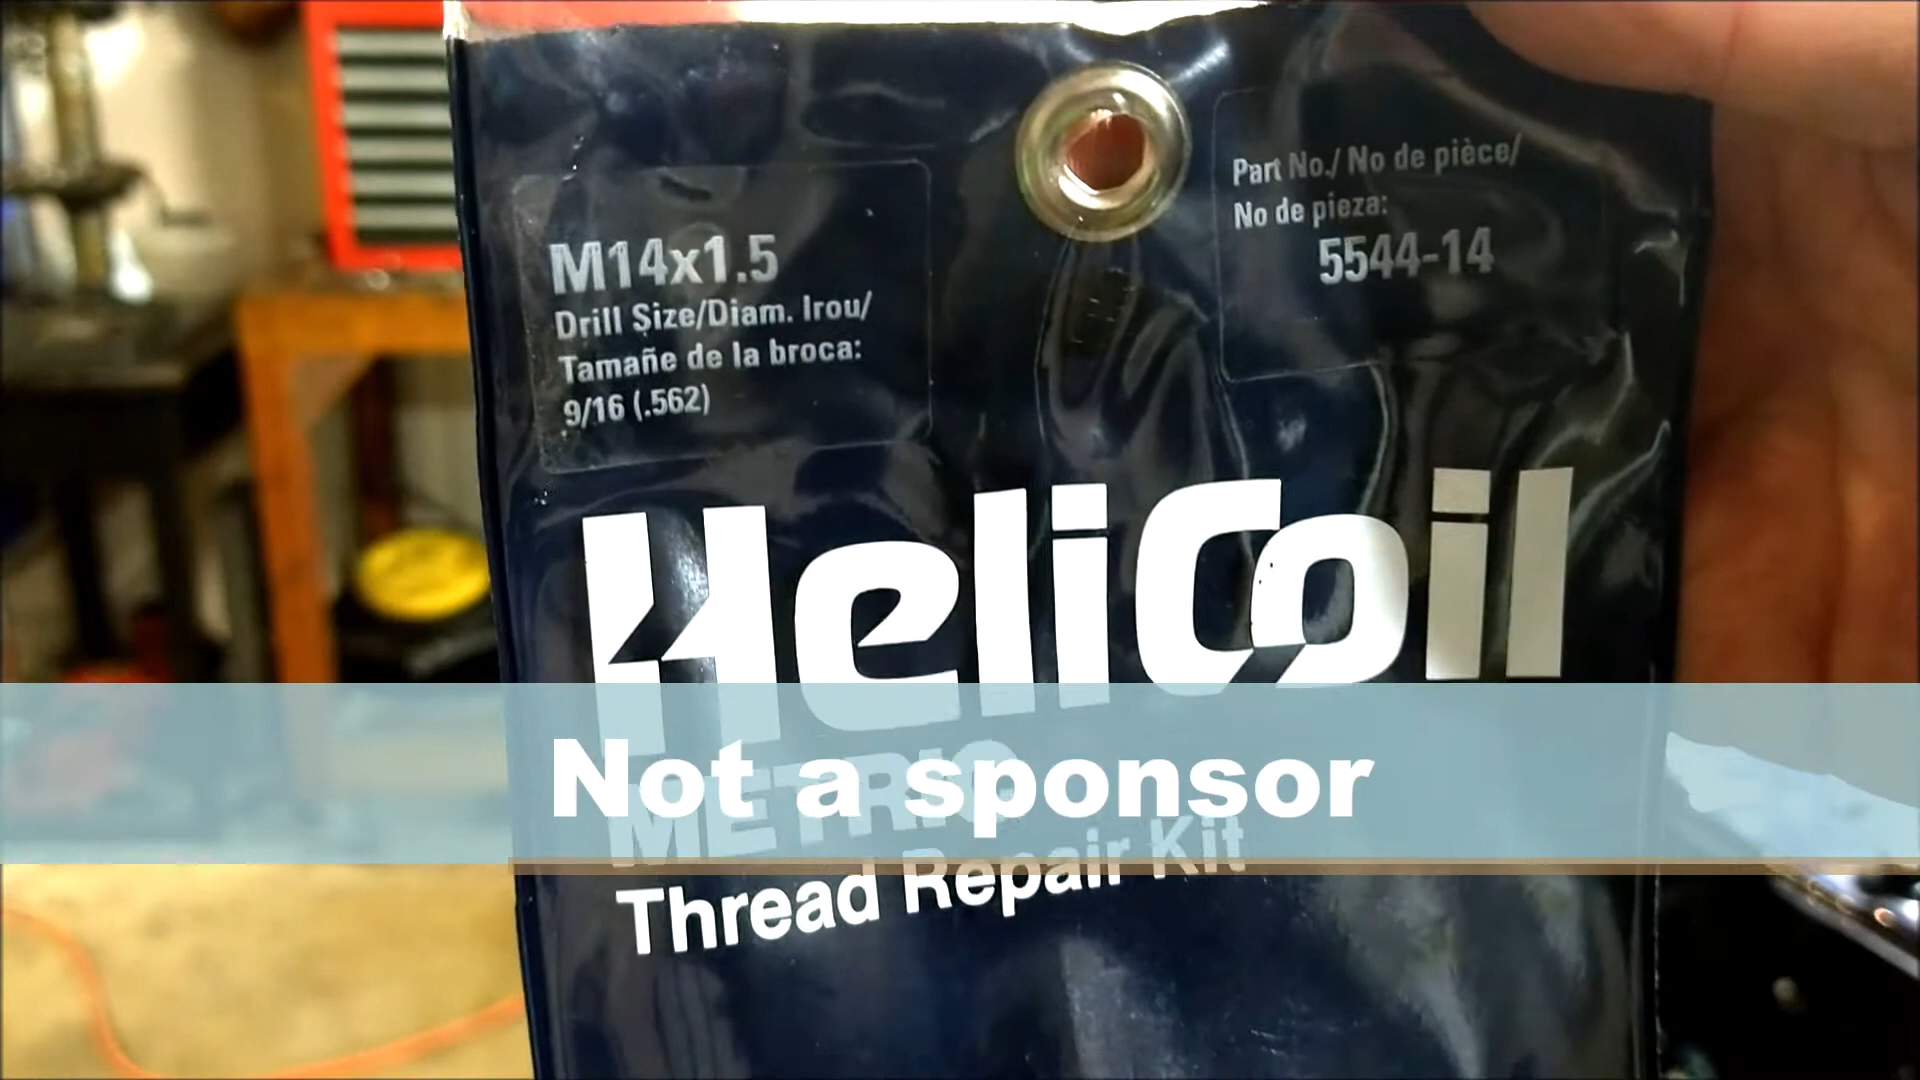 M14x1.5
Drill Size/Diam. Irou/
Tamañe de la broca:
9/16 (.562)
Part No./ No de pièce/
No de pieza:
5544-14
HeliCoil
METRIC
Thread Repair Kit
Not a sponsor